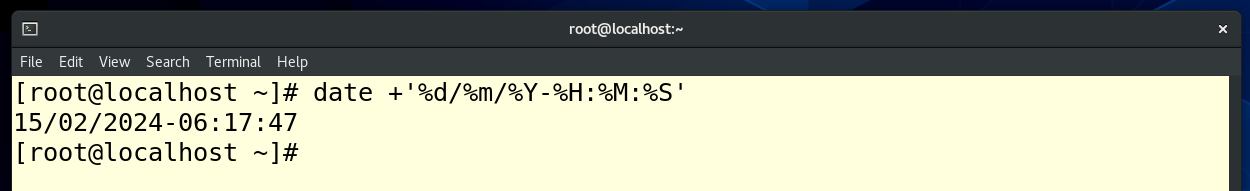 root@localhost:~ ×
File Edit View Search Terminal Help
[root@localhost ~]# date +'%d/%m/%Y-%H:%M:%S'
15/02/2024-06:17:47
[root@localhost ~]#